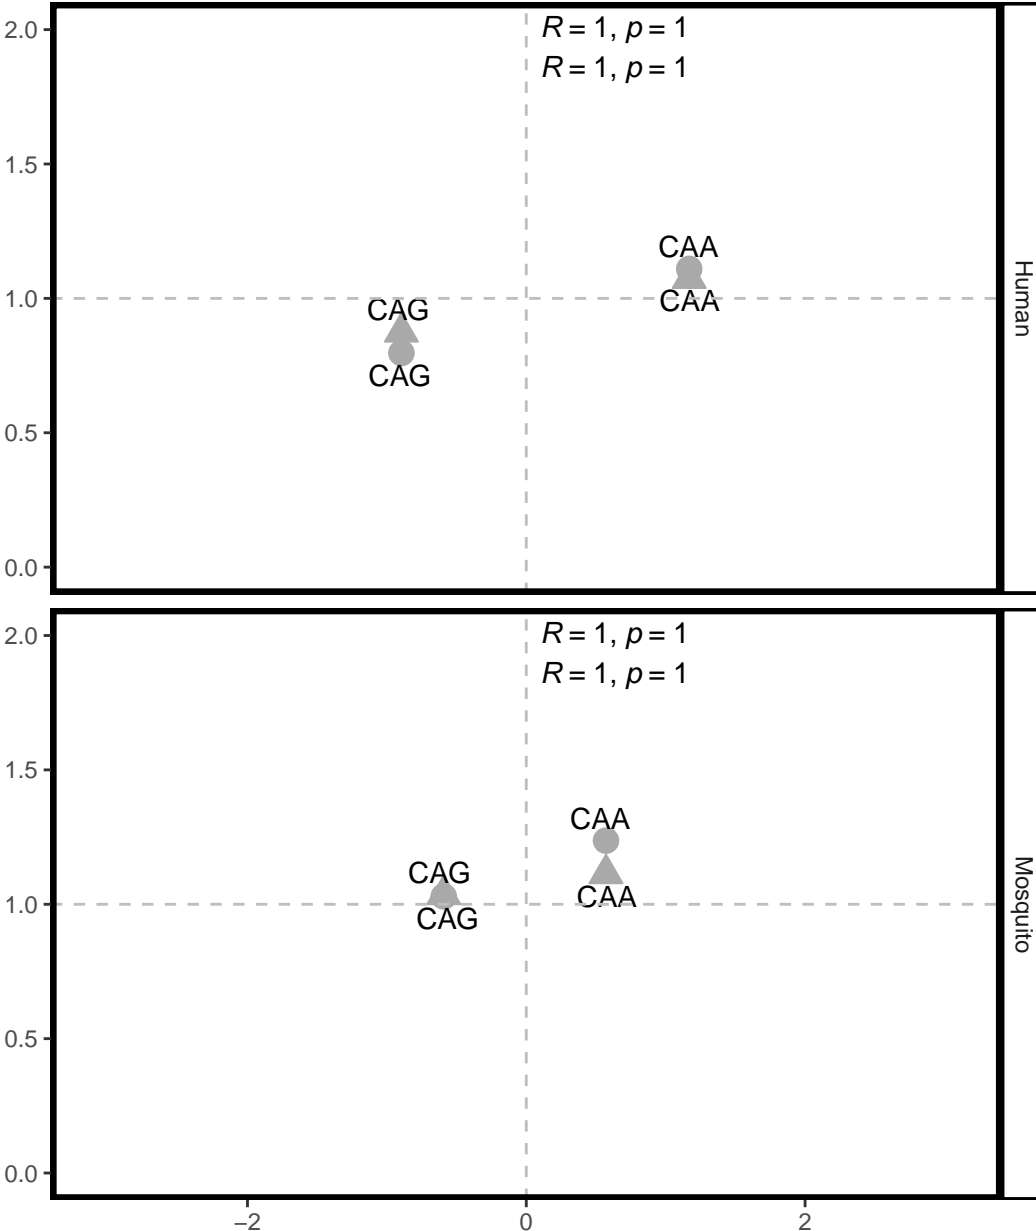 2.0
R = 1, p = 1
R = 1, p = 1
1.5
CAA
1.0
CAA
CAG
CAG
0.5
0.0
Human
2.0
R = 1, p = 1
R = 1, p = 1
1.5
CAA
CAG
CAA
1.0
CAG
0.5
0.0
Mosquito
−2
0
2